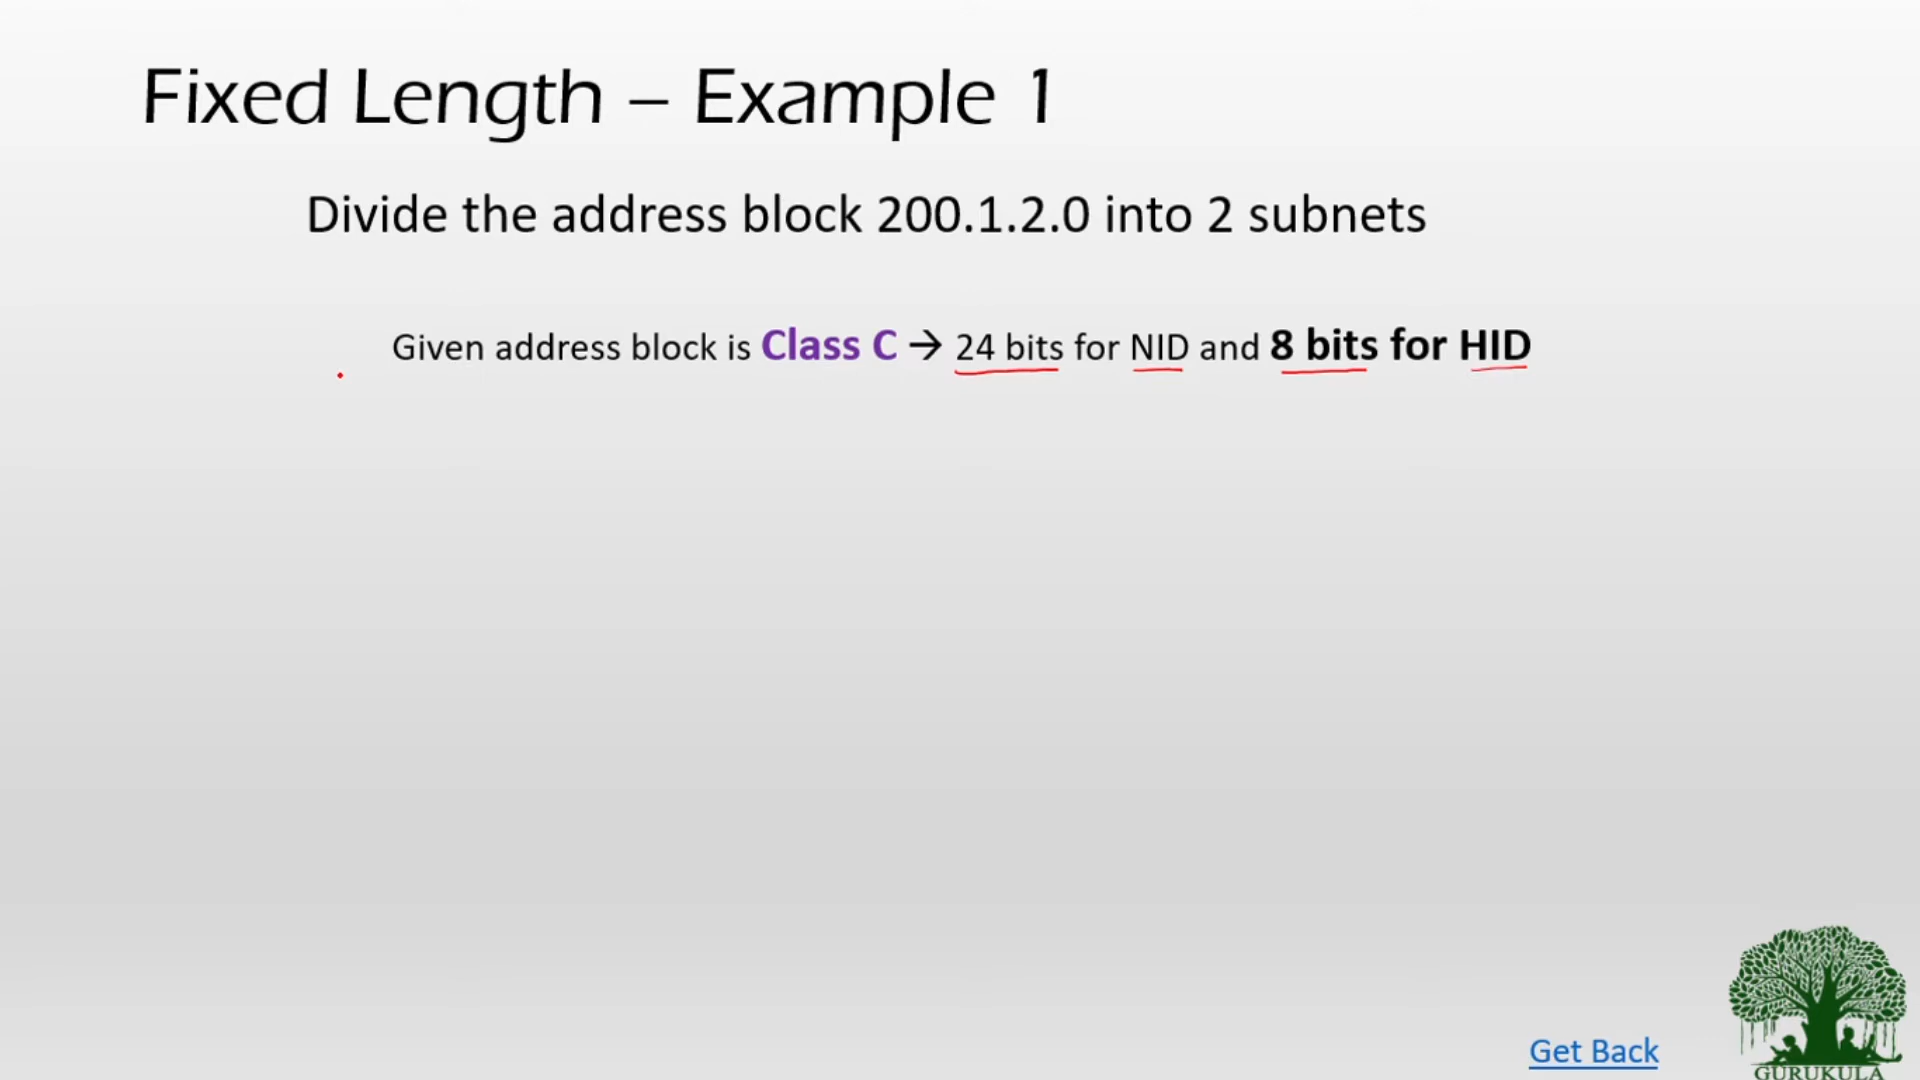 Fixed Length – Example 1
Divide the address block 200.1.2.0 into 2 subnets
Given address block is Class C → 24 bits for NID and 8 bits for HID
Get Back
GURUKULA